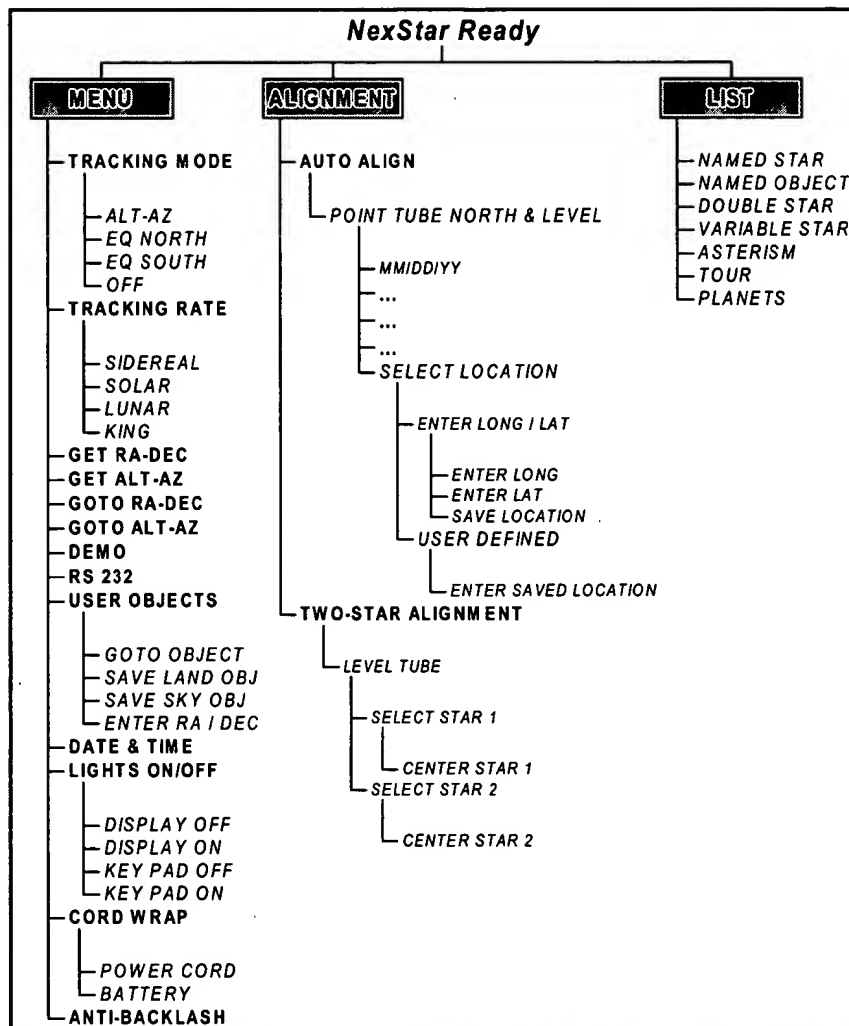 NexStar Ready
MENU
TRACKING MODE
ALT-AZ
EQ NORTH
EQ SOUTH
OFF
TRACKING RATE
SIDEREAL
SOLAR
LUNAR
KING
GET RA-DEC
GET ALT-AZ
GOTO RA-DEC
GOTO ALT-AZ
DEMO
RS 232
USER OBJECTS
GOTO OBJECT
SAVE LAND OBJ
SAVE SKY OBJ
ENTER RA / DEC
DATE & TIME
LIGHTS ON/OFF
DISPLAY OFF
DISPLAY ON
KEY PAD OFF
KEY PAD ON
CORD WRAP
POWER CORD
BATTERY
ANTI-BACKLASH
ALIGNMENT
AUTO ALIGN
POINT TUBE NORTH & LEVEL
MMIDDIYY
...
...
...
SELECT LOCATION
ENTER LONG / LAT
ENTER LONG
ENTER LAT
SAVE LOCATION
USER DEFINED
ENTER SAVED LOCATION
TWO-STAR ALIGNMENT
LEVEL TUBE
SELECT STAR 1
CENTER STAR 1
SELECT STAR 2
CENTER STAR 2
LIST
NAMED STAR
NAMED OBJECT
DOUBLE STAR
VARIABLE STAR
ASTERISM
TOUR
PLANETS